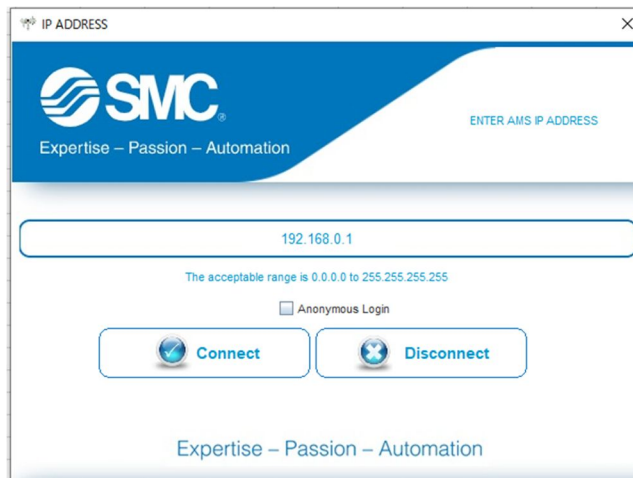 IP ADDRESS
SMC®
ENTER AMS IP ADDRESS
Expertise – Passion – Automation
192.168.0.1
The acceptable range is 0.0.0.0 to 255.255.255.255
Anonymous Login
Connect
Disconnect
Expertise – Passion – Automation